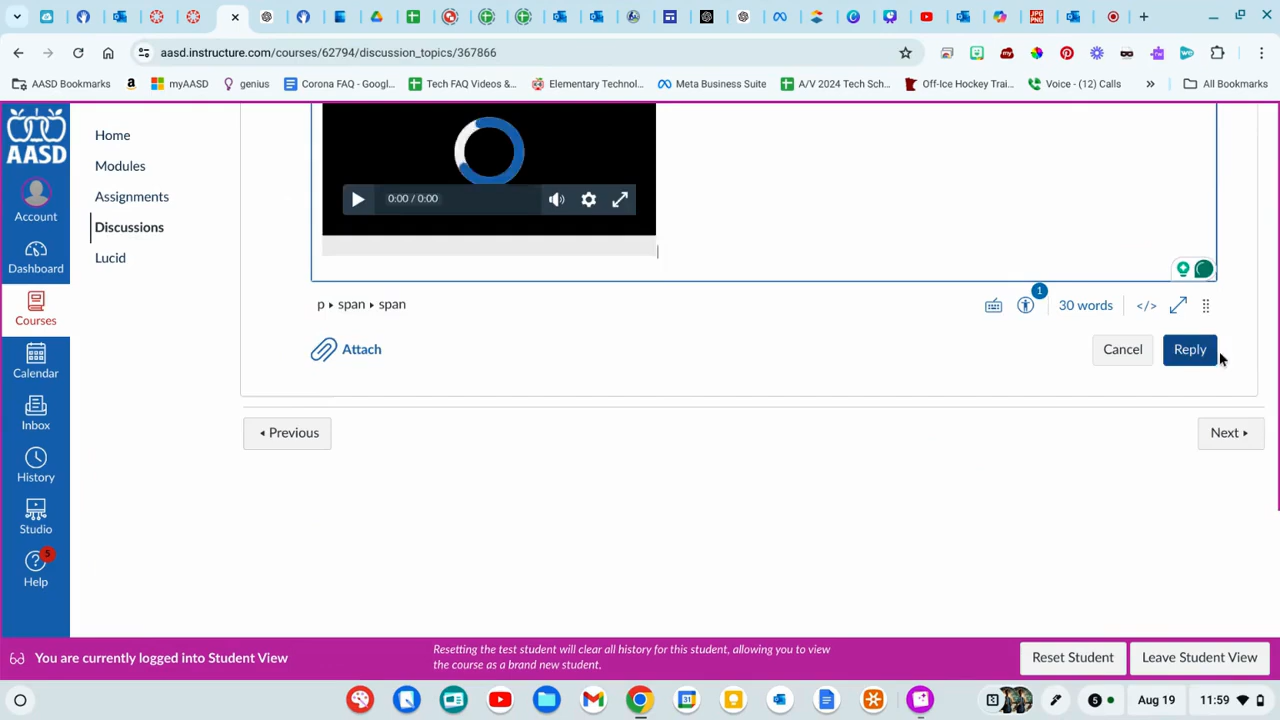 aasd.instructure.com/courses/62794/discussion_topics/367866
AASD Bookmarks
myAASD
genius
Corona FAQ - Googl...
Tech FAQ Videos &...
Elementary Technol...
Meta Business Suite
A/V 2024 Tech Sch...
Off-Ice Hockey Trai...
Voice - (12) Calls
All Bookmarks
AASD
Account
Dashboard
Courses
Calendar
Inbox
History
Studio
5
Help
Home
Modules
Assignments
Discussions
Lucid
0:00 / 0:00
p ▸ span ▸ span
1
30 words
</>
Attach
Cancel
Reply
Previous
Next
You are currently logged into Student View
Resetting the test student will clear all history for this student, allowing you to view
the course as a brand new student.
Reset Student
Leave Student View
5
Aug 19
11:59